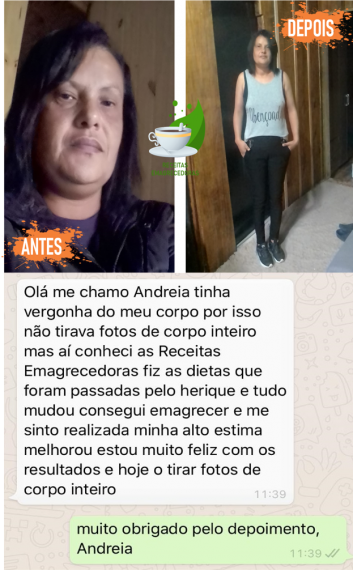 DEPOIS
bençoada
RECEITAS
EMAGRECEDORAS
ANTES
Olá me chamo Andreia tinha
vergonha do meu corpo por isso
não tirava fotos de corpo inteiro
mas aí conheci as Receitas
Emagrecedoras fiz as dietas que
foram passadas pelo herique e tudo
mudou consegui emagrecer e me
sinto realizada minha alto estima
melhorou estou muito feliz com os
resultados e hoje o tirar fotos de
corpo inteiro
11:39
muito obrigado pelo depoimento,
Andreia
11:39